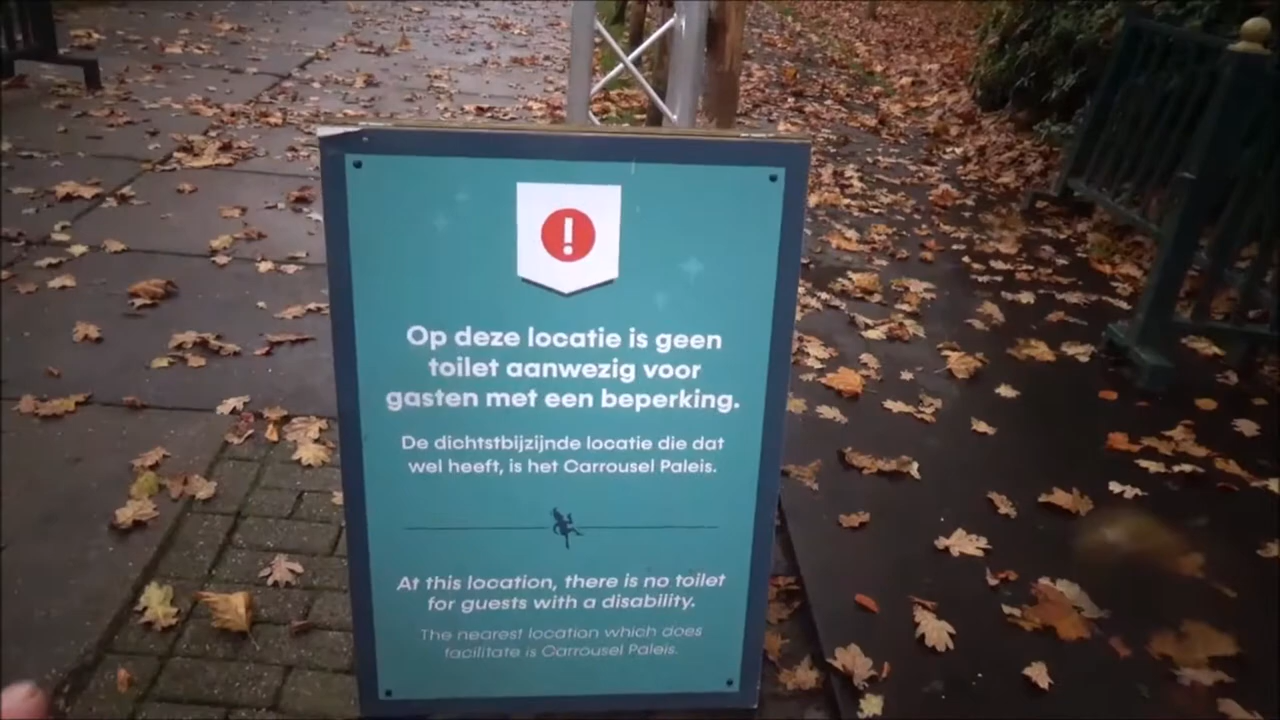 Op deze locatie is geen
toilet aanwezig voor
gasten met een beperking.
De dichtstbijzijnde locatie die dat
wel heeft, is het Carrousel Paleis.
At this location, there is no toilet
for guests with a disability.
The nearest location which does
facilitate is Carrousel Paleis.